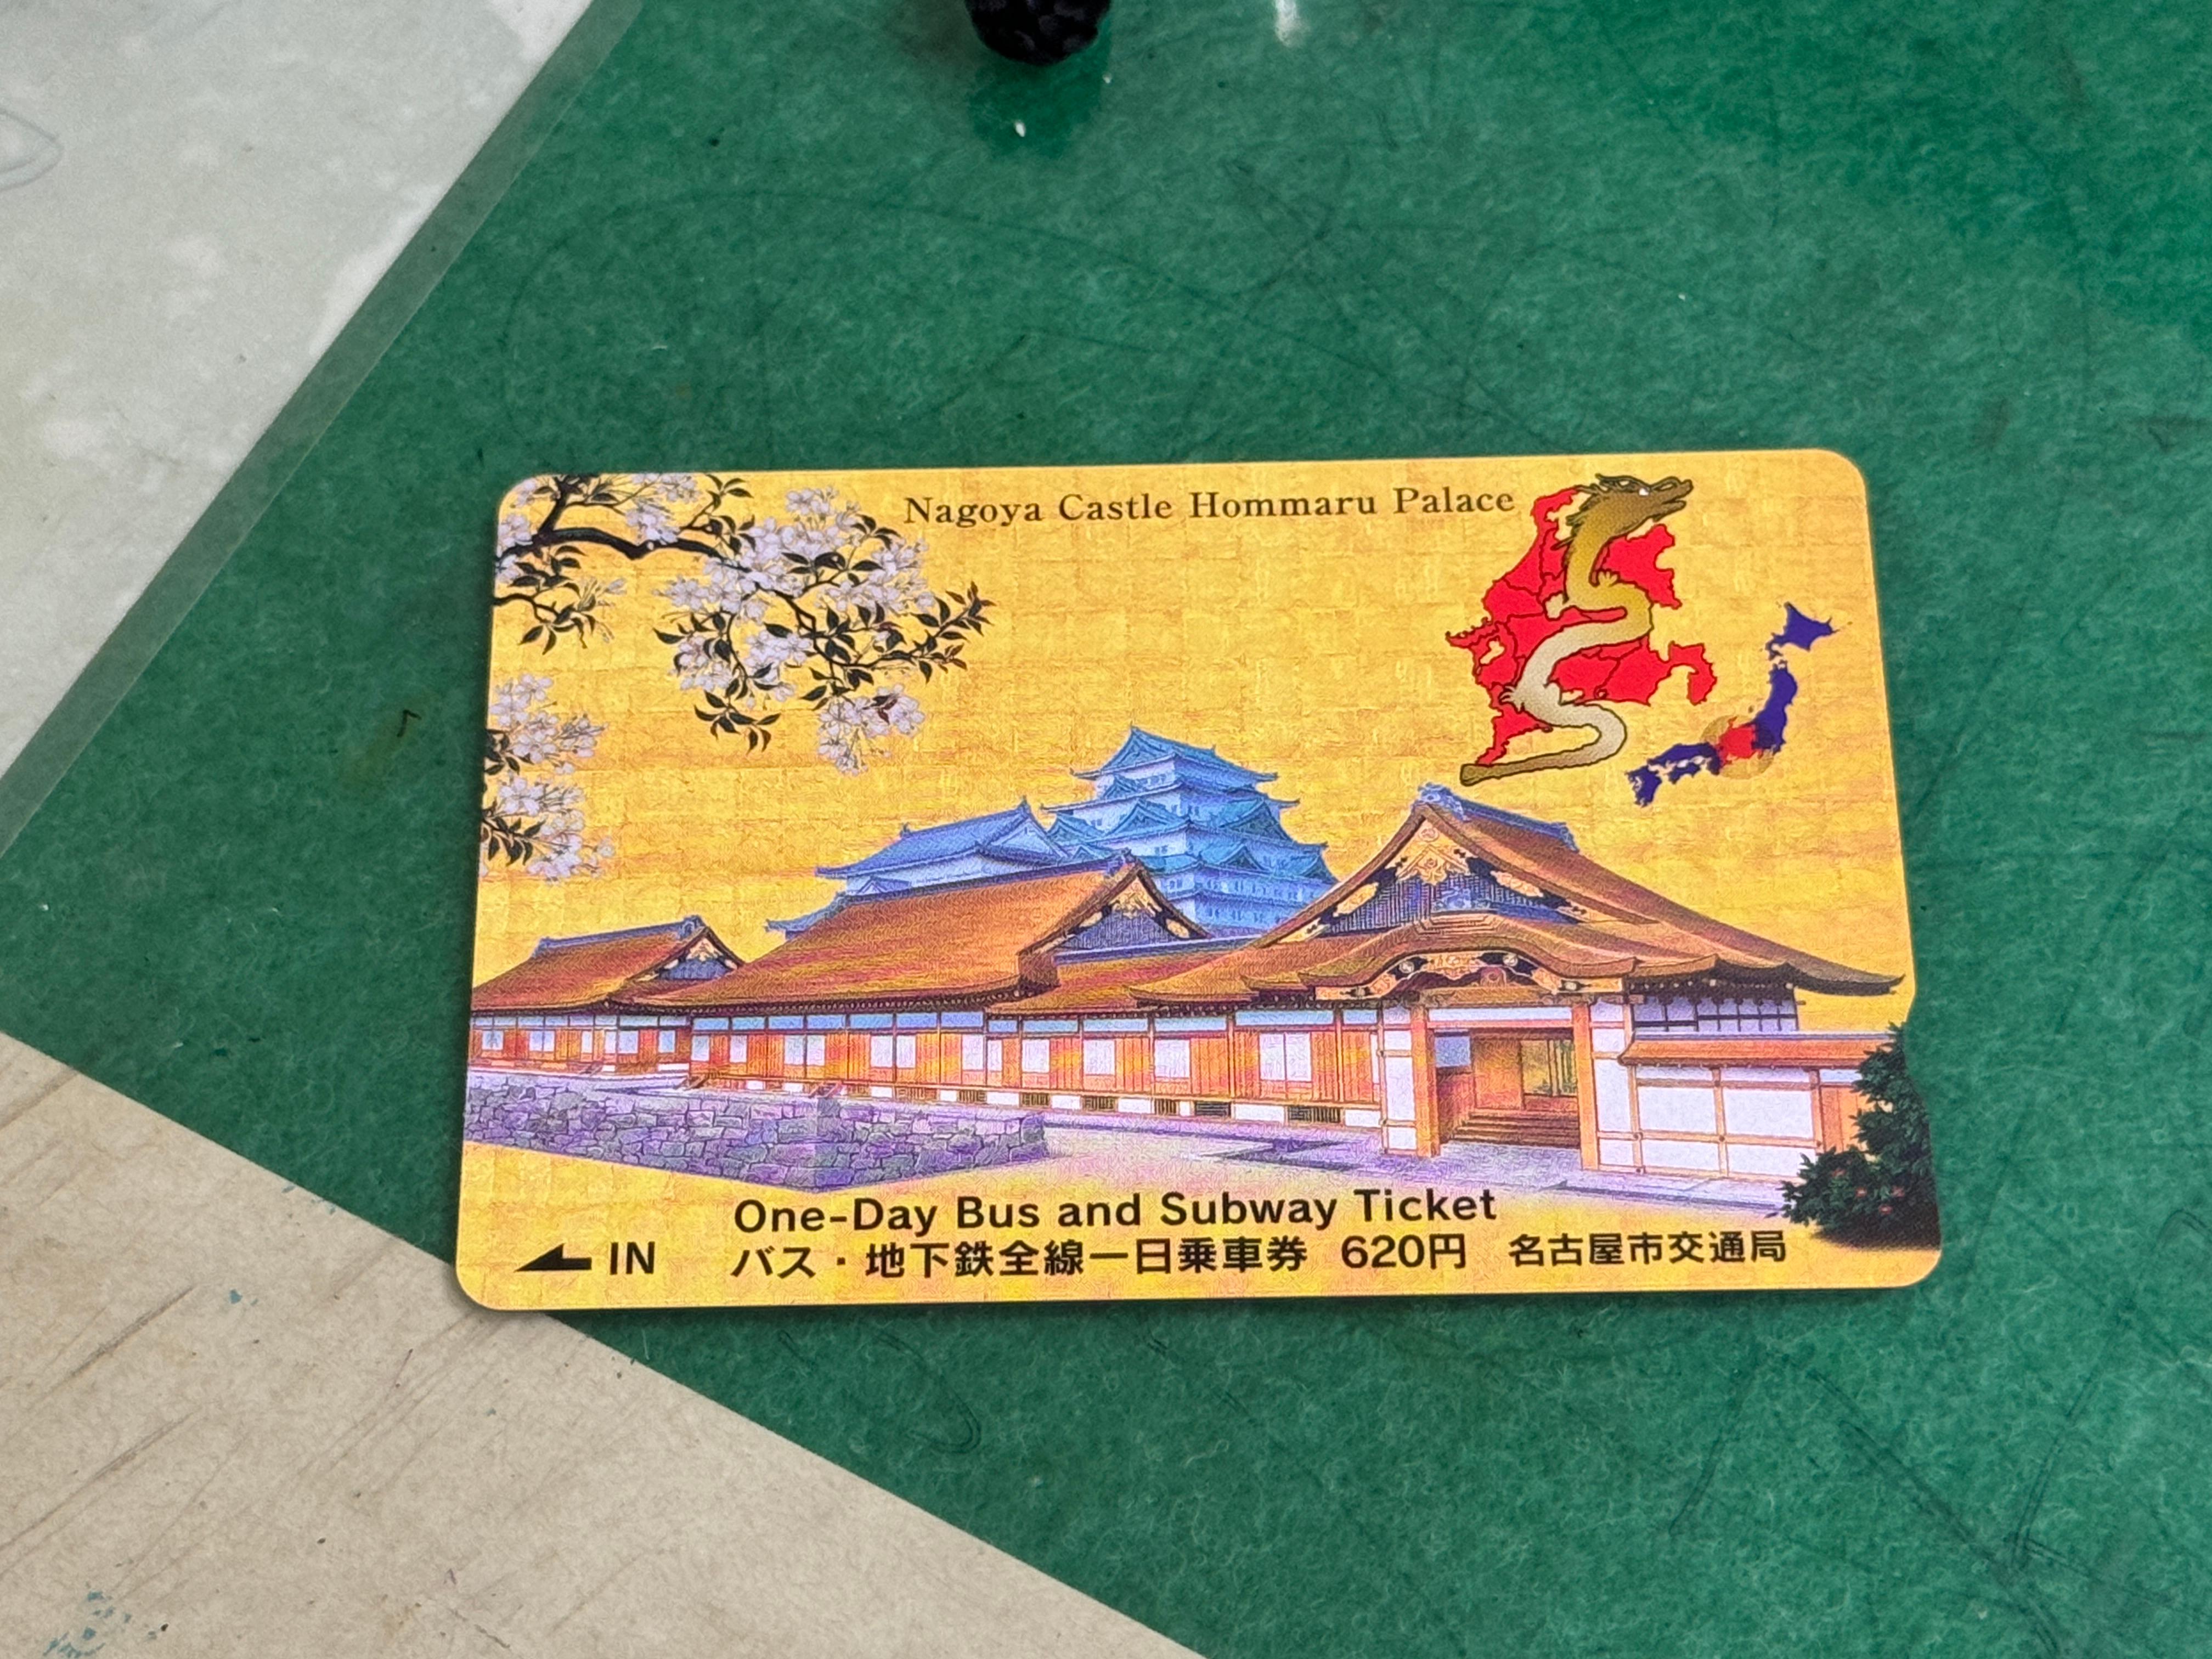 Nagoya Castle Hommaru Palace
One-Day Bus and Subway Ticket
IN バス・地下鉄全線一日乗車券 620円 名古屋市交通局